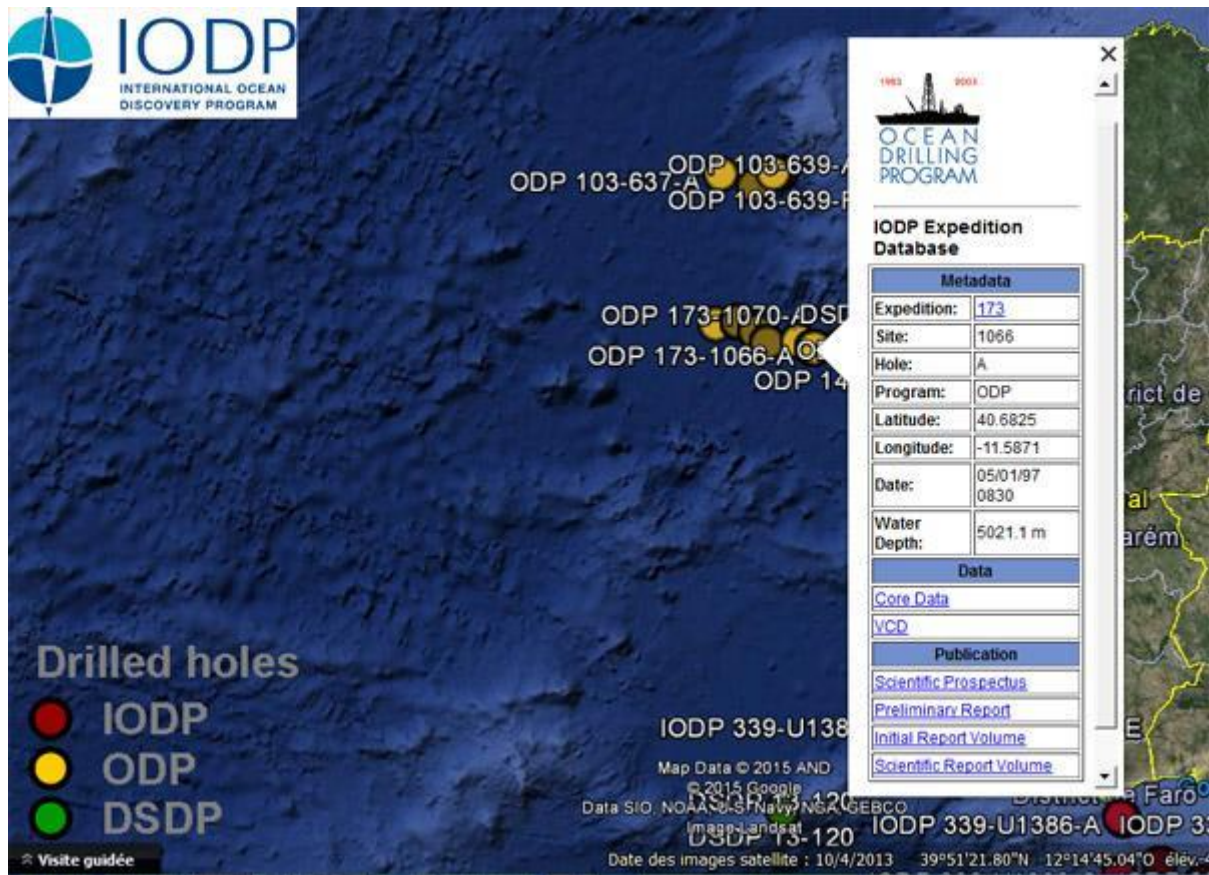 IODP
INTERNATIONAL OCEAN
DISCOVERY PROGRAM
ODP 103-639-A
ODP 103-637-A
ODP 103-639-F
ODP 173-1070-A
DSD
ODP 173-1066-A
ODP 14
OCEAN
DRILLING
PROGRAM
IODP Expedition
Database
Metadata
Expedition: 173
Site: 1066
Hole: A
Program: ODP
Latitude: 40.6825
Longitude: -11.5871
Date: 05/01/97
0830
Water
Depth: 5021.1 m
Data
Core Data
VCD
Publication
Scientific Prospectus
Preliminary Report
Initial Report Volume
Scientific Report Volume
rict de
al
arém
E
Drilled holes
IODP
ODP
DSDP
IODP 339-U138
Map Data © 2015 AND
© 2015 Google
Data SIO, NOAA, U.S. Navy, NGA, GEBCO
Image Landsat
DSDP 13-120
DSDP 13-120
Faro
IODP 339-U1386-A
IODP 3
Visite guidée
Date des images satellite : 10/4/2013 39°51'21.80"N 12°14'45.04"O élév.